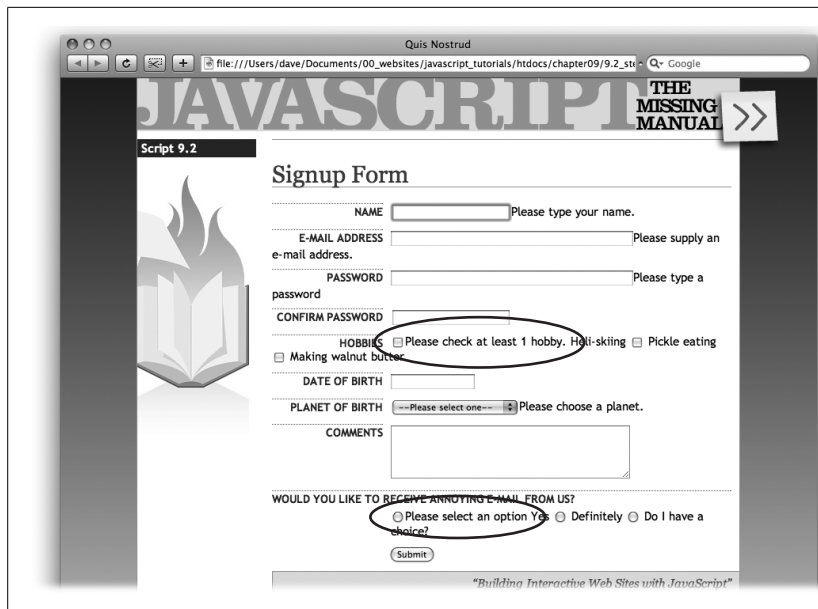 Quis Nostrud
file:///Users/dave/Documents/00_websites/javascript_tutorials/htdocs/chapter09/9.2_ste
Google
JAVASCRIPT
THE
MISSING
MANUAL
Script 9.2
Signup Form
NAME Please type your name.
E-MAIL ADDRESS Please supply an
e-mail address.
PASSWORD Please type a
password
CONFIRM PASSWORD
HOBBIES Please check at least 1 hobby. Heli-skiing Pickle eating
Making walnut butter
DATE OF BIRTH
PLANET OF BIRTH --Please select one-- Please choose a planet.
COMMENTS
WOULD YOU LIKE TO RECEIVE ANNOYING E-MAIL FROM US?
Please select an option Yes Definitely Do I have a
choice?
Submit
"Building Interactive Web Sites with JavaScript"